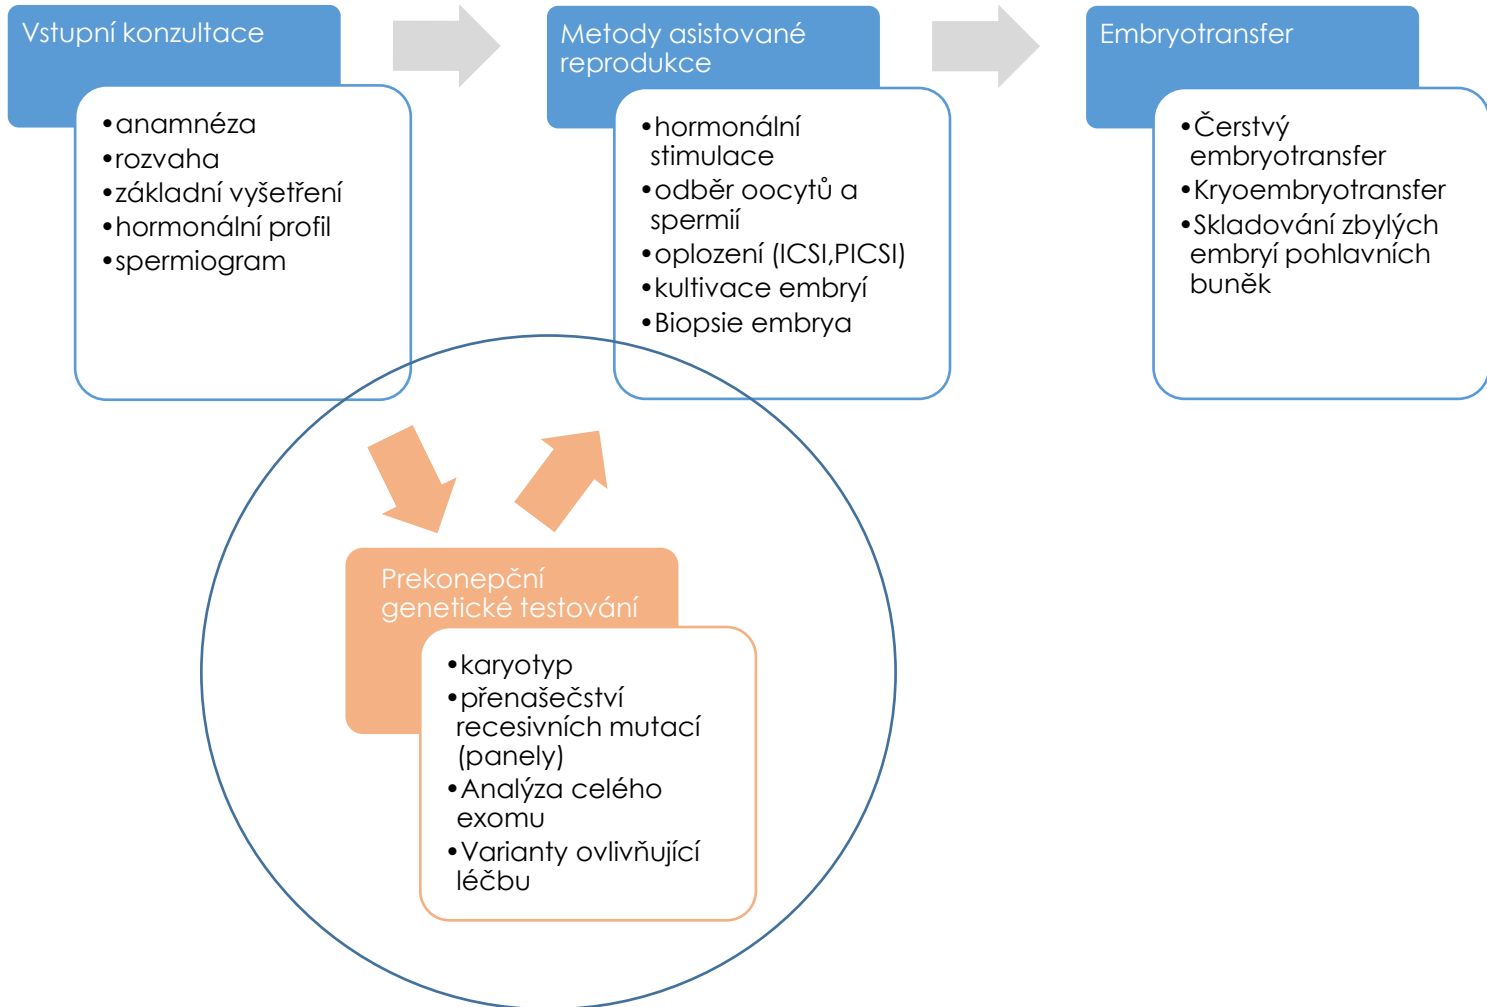 Vstupní konzultace
•anamnéza
•rozvaha
•základní vyšetření
•hormonální profil
•spermiogram
Metody asistované
reprodukce
•hormonální
stimulace
•odběr oocytů a
spermií
•oplození (ICSI,PICSI)
•kultivace embryí
•Biopsie embrya
Embryotransfer
•Čerstvý
embryotransfer
•Kryoembryotransfer
•Skladování zbylých
embryí pohlavních
buněk
Prekonepční
genetické testování
•karyotyp
•přenašečství
recesivních mutací
(panely)
•Analýza celého
exomu
•Varianty ovlivňující
léčbu